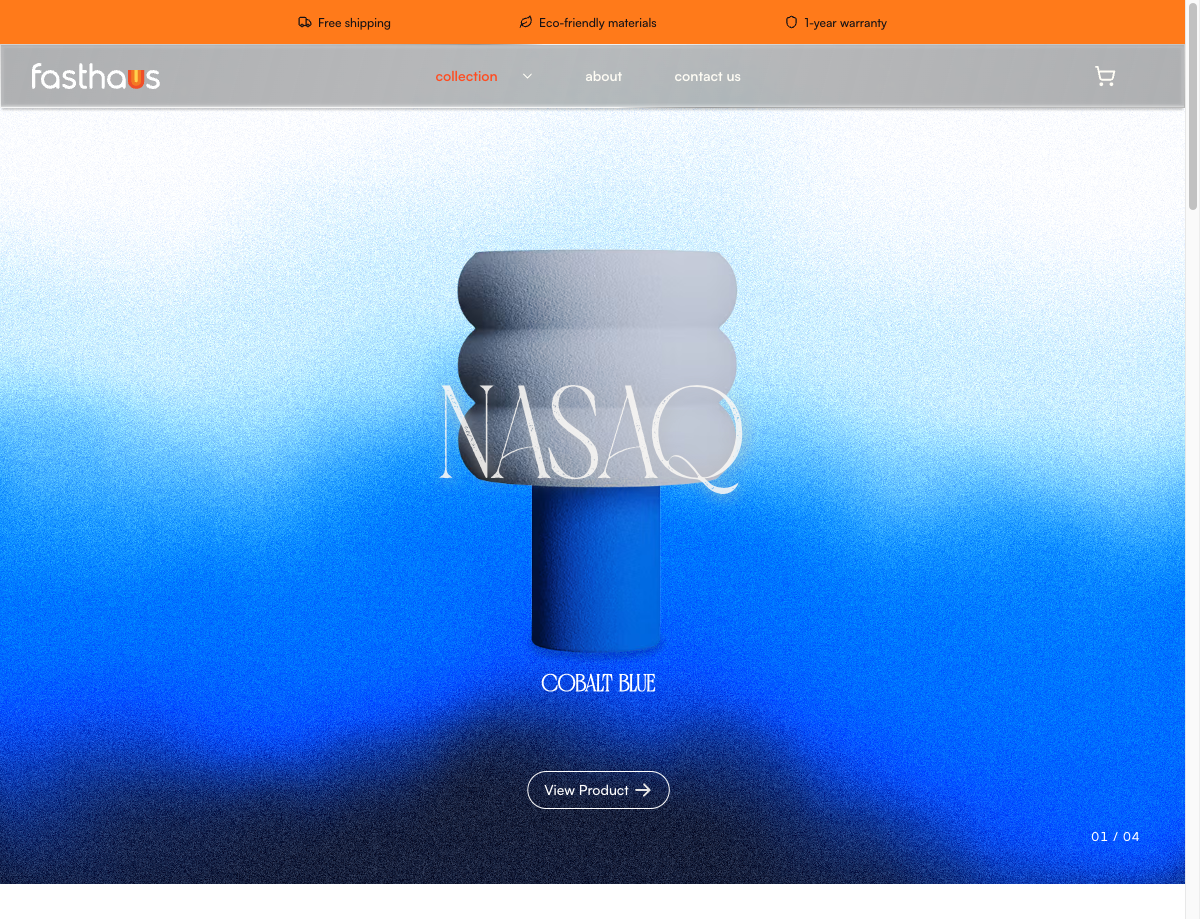 Free shipping
Eco-friendly materials
1-year warranty
fasthaus
collection
about
contact us
NASAQ
COBALT BLUE
View Product
01 / 04